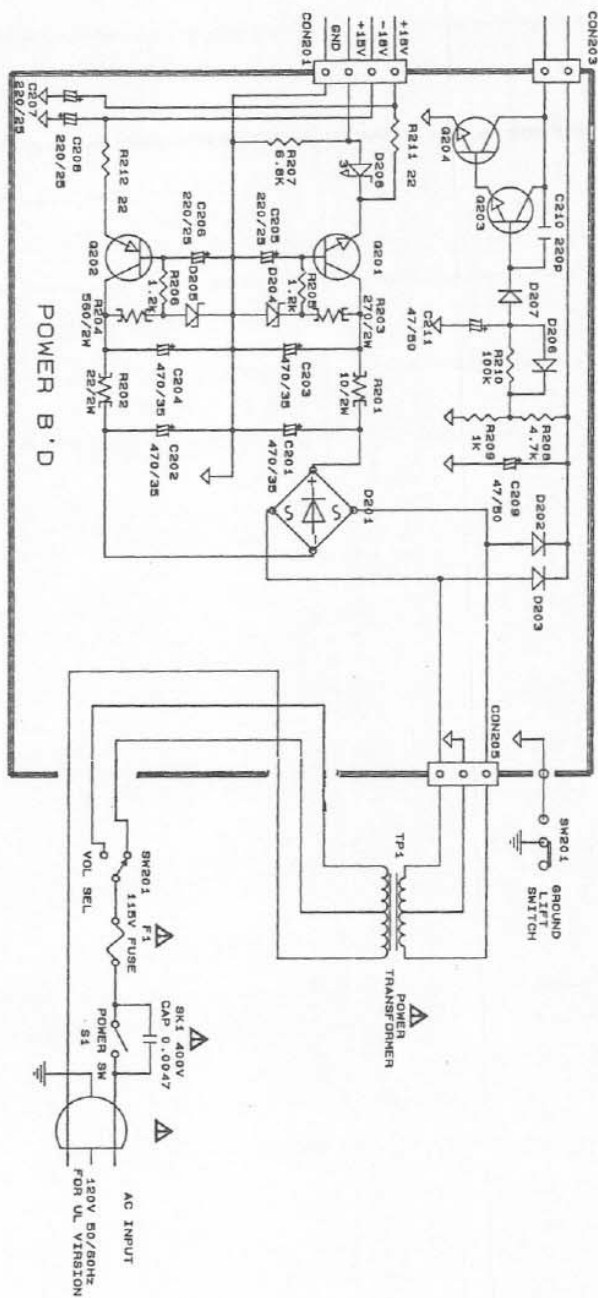 CON203
Q204
Q203
C210 220p
D207
C211
47/50
D206
R210
100K
R208
4.7K
R209
1K
C209
47/50
D202
D203
+18V
-18V
+15V
GND
CON201
R211 22
D208
R207
6.8K
Q201
C205
220/25
R205
1.2K
D204
R203
270/2W
R201
10/2W
C203
470/35
C201
470/35
D201
C206
220/25
R206
1.2K
D205
R204
560/2W
R202
22/2W
C204
470/35
C202
470/35
Q202
R212 22
C208
220/25
C207
220/25
POWER B'D
CON205
SW201
GROUND
LIFT
SWITCH
TP1
POWER
TRANSFORMER
SW201
VOL SEL
F1
115V FUSE
SK1 400V
CAP 0.0047
POWER SW
S1
AC INPUT
120V 50/60Hz
FOR UL VIRSION